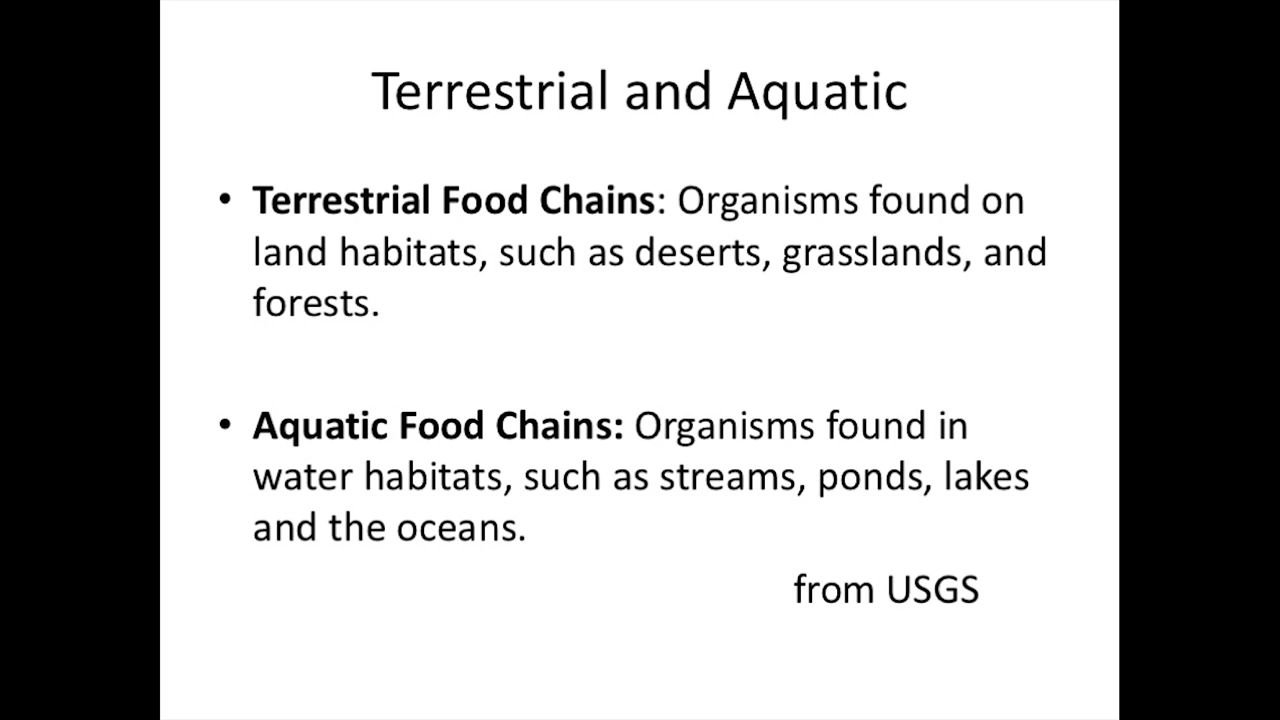 Terrestrial and Aquatic
• Terrestrial Food Chains: Organisms found on
land habitats, such as deserts, grasslands, and
forests.
• Aquatic Food Chains: Organisms found in
water habitats, such as streams, ponds, lakes
and the oceans.
from USGS